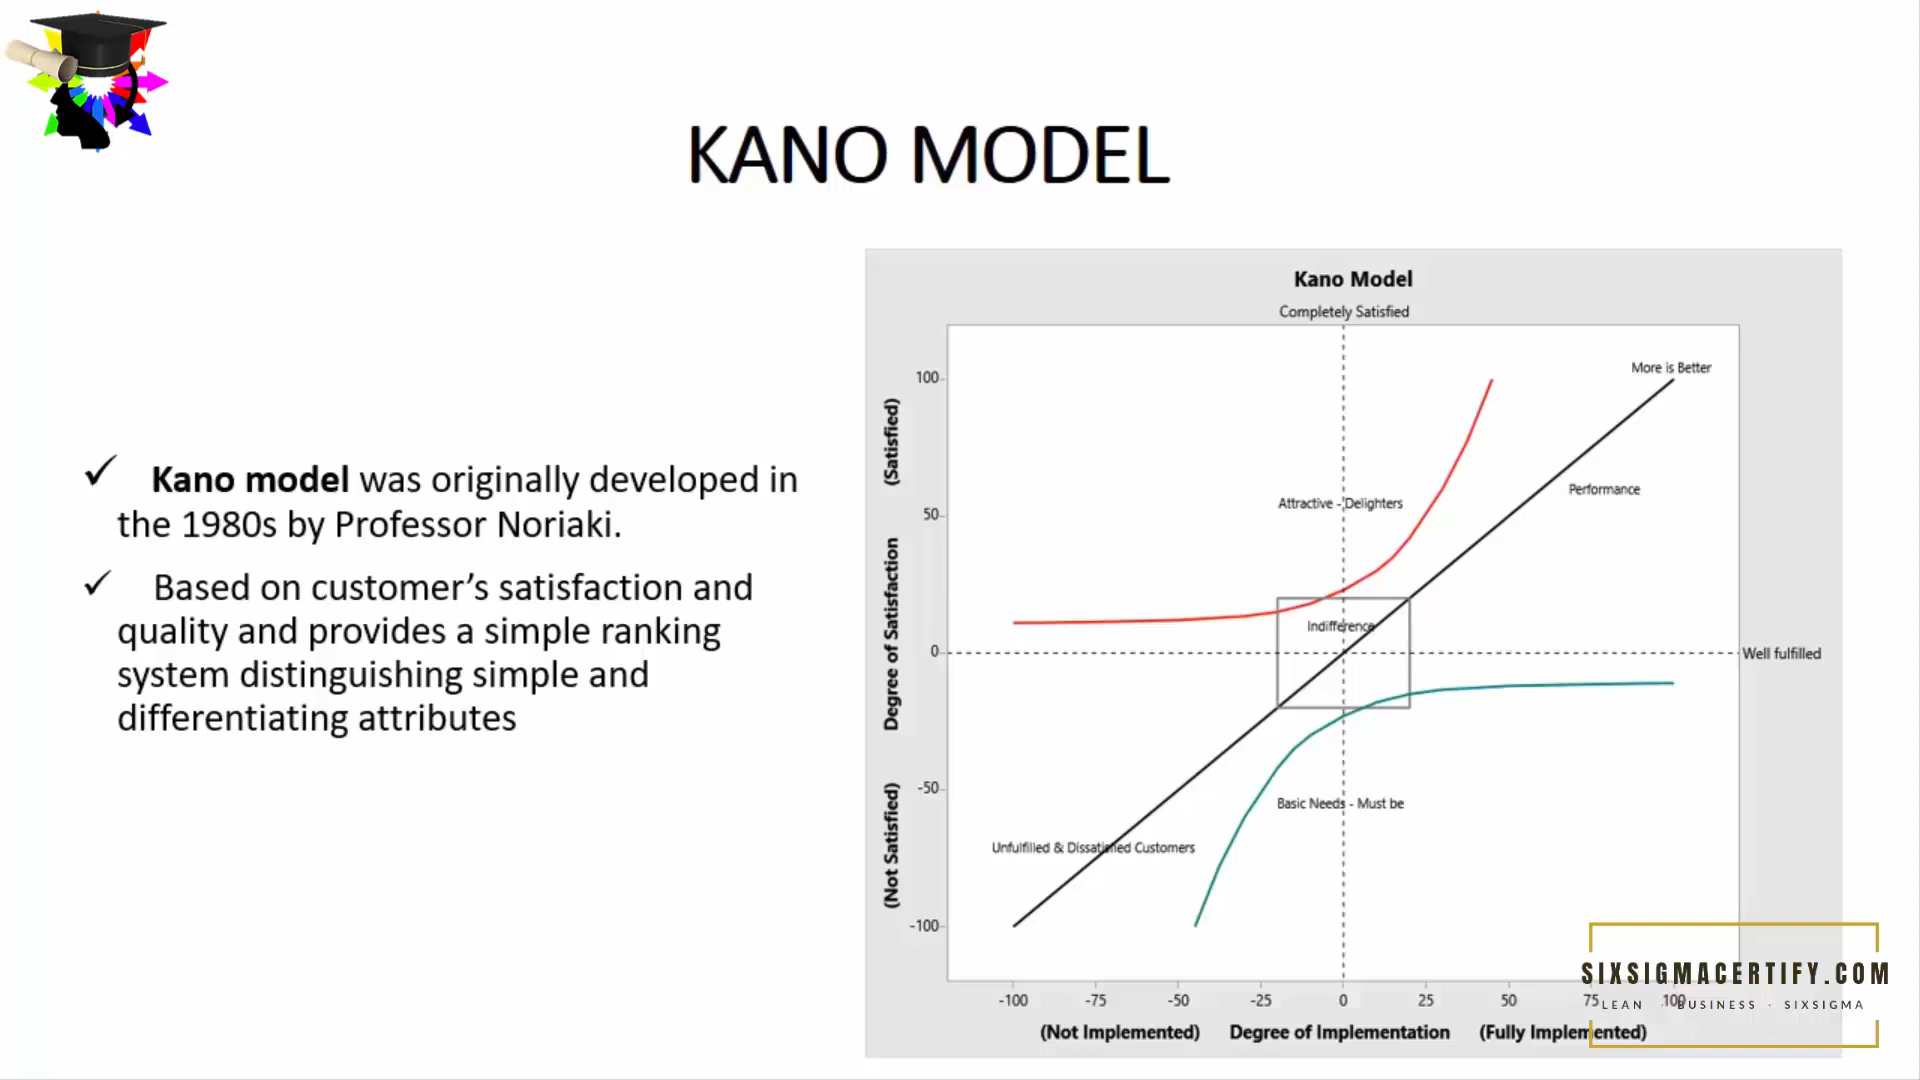 KANO MODEL
✓ Kano model was originally developed in
the 1980s by Professor Noriaki.
✓ Based on customer’s satisfaction and
quality and provides a simple ranking
system distinguishing simple and
differentiating attributes
Kano Model
Completely Satisfied
More is Better
100
(Satisfied)
Performance
Attractive - Delighters
50
Degree of Satisfaction
Indifference
0
Well fulfilled
-50
Basic Needs - Must be
(Not Satisfied)
Unfulfilled & Dissatisfied Customers
-100
-100 -75 -50 -25 0 25 50 75 100
(Not Implemented) Degree of Implementation (Fully Implemented)
SIXSIGMACERTIFY.COM
LEAN · BUSINESS · SIXSIGMA